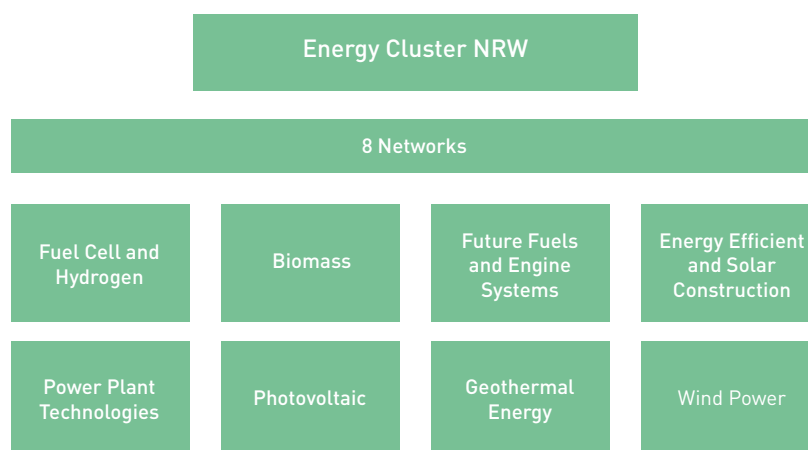 Energy Cluster NRW
8 Networks
Fuel Cell and
Hydrogen
Biomass
Future Fuels
and Engine
Systems
Energy Efficient
and Solar
Construction
Power Plant
Technologies
Photovoltaic
Geothermal
Energy
Wind Power